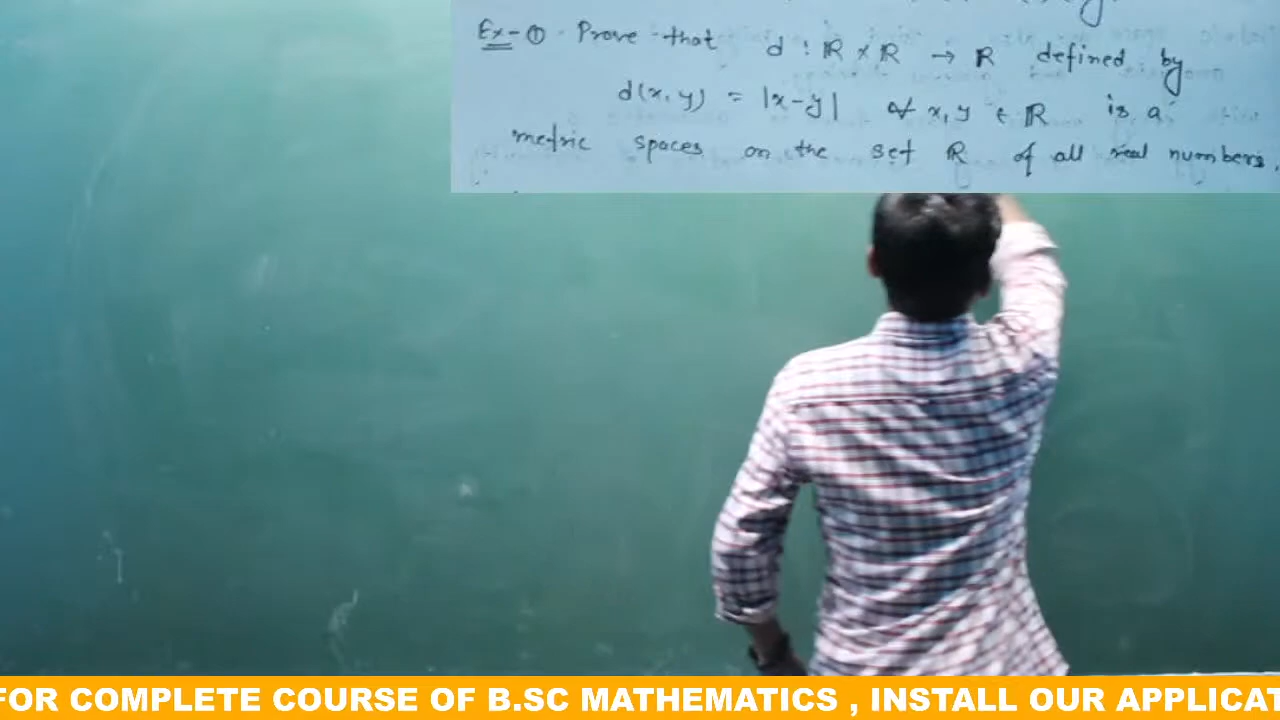 Ex-① Prove that d : ℝ × ℝ → ℝ defined by
d(x, y) = |x-y| ∀ x, y ∈ ℝ is a
metric spaces on the set ℝ of all real numbers.
FOR COMPLETE COURSE OF B.SC MATHEMATICS , INSTALL OUR APPLICAT